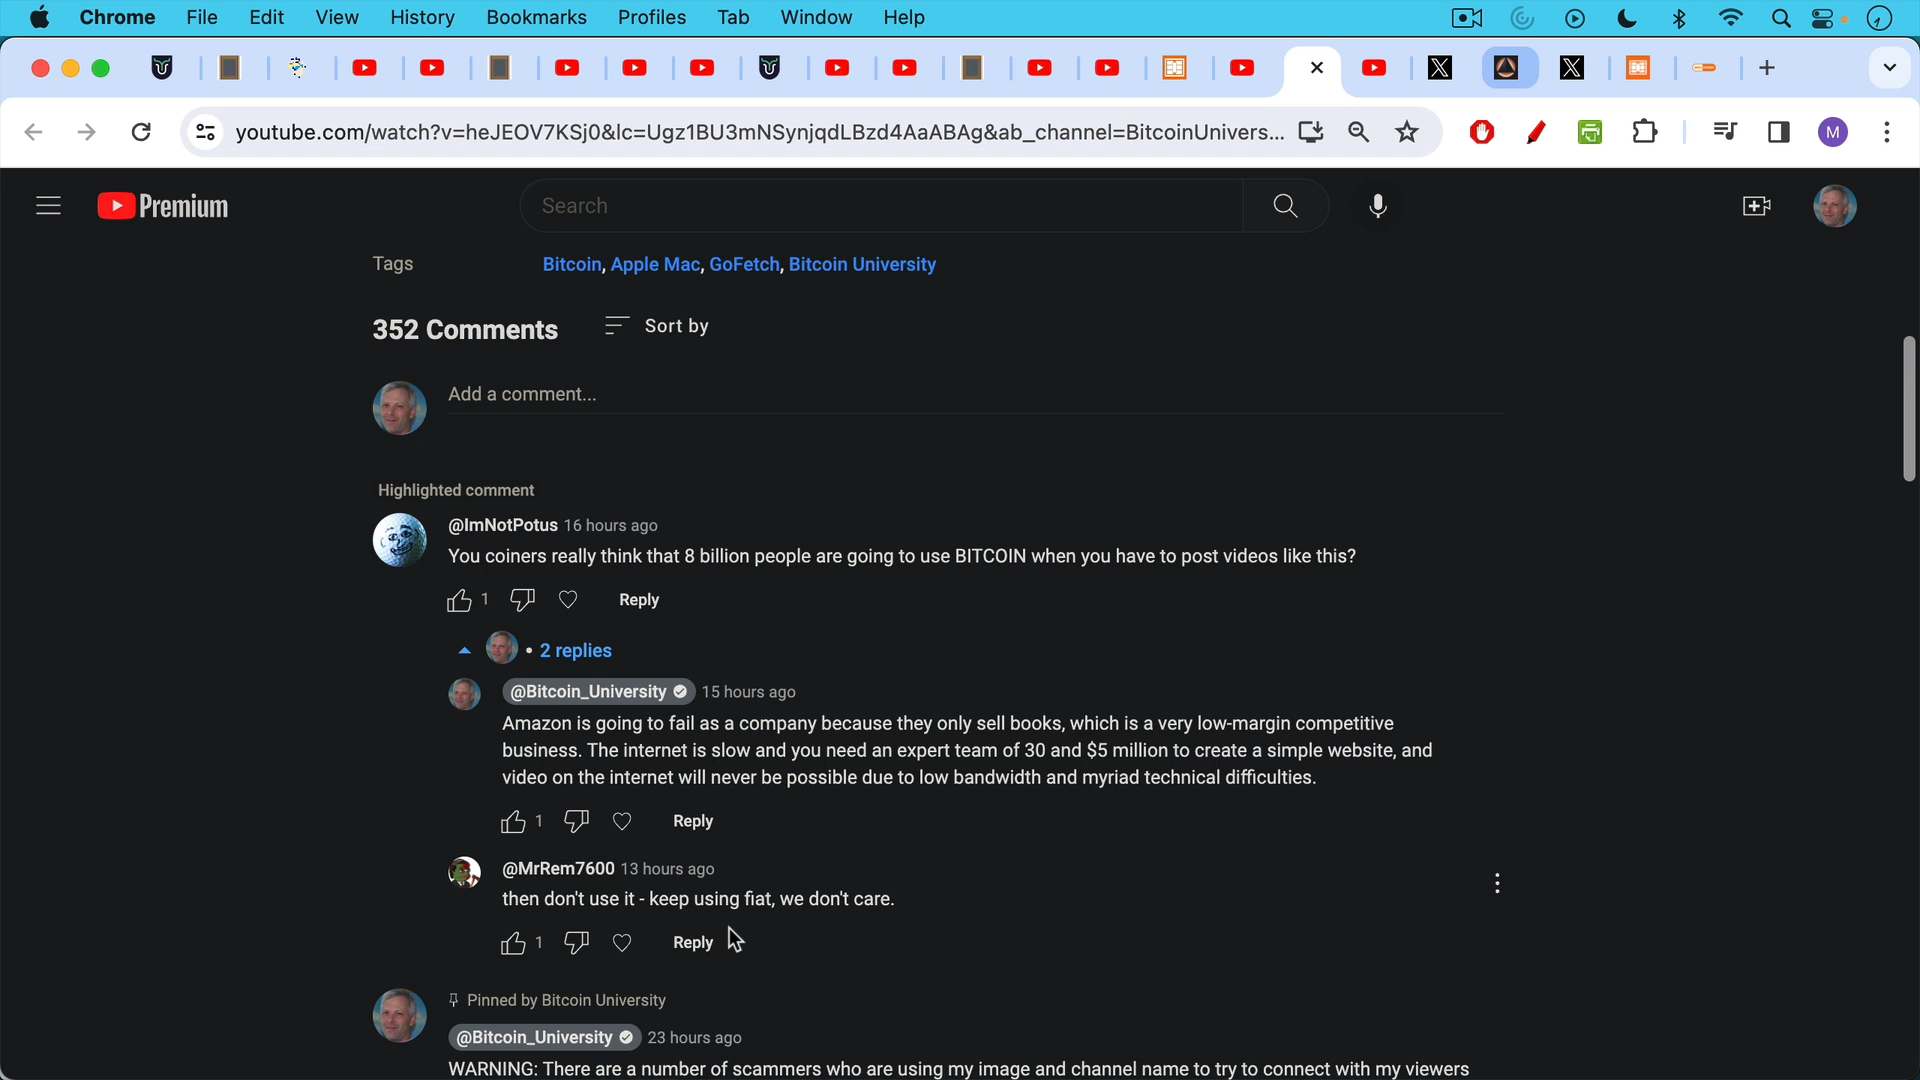 Chrome File Edit View History Bookmarks Profiles Tab Window Help
youtube.com/watch?v=heJEOV7KSj0&lc=Ugz1BU3mNSynjqdLBzd4AaABAg&ab_channel=BitcoinUnivers...
M
Premium
Search
Tags Bitcoin, Apple Mac, GoFetch, Bitcoin University
352 Comments Sort by
Add a comment...
Highlighted comment
@ImNotPotus 16 hours ago
You coiners really think that 8 billion people are going to use BITCOIN when you have to post videos like this?
1 Reply
• 2 replies
@Bitcoin_University 15 hours ago
Amazon is going to fail as a company because they only sell books, which is a very low-margin competitive
business. The internet is slow and you need an expert team of 30 and $5 million to create a simple website, and
video on the internet will never be possible due to low bandwidth and myriad technical difficulties.
1 Reply
@MrRem7600 13 hours ago
then don't use it - keep using fiat, we don't care.
1 Reply
Pinned by Bitcoin University
@Bitcoin_University 23 hours ago
WARNING: There are a number of scammers who are using my image and channel name to try to connect with my viewers